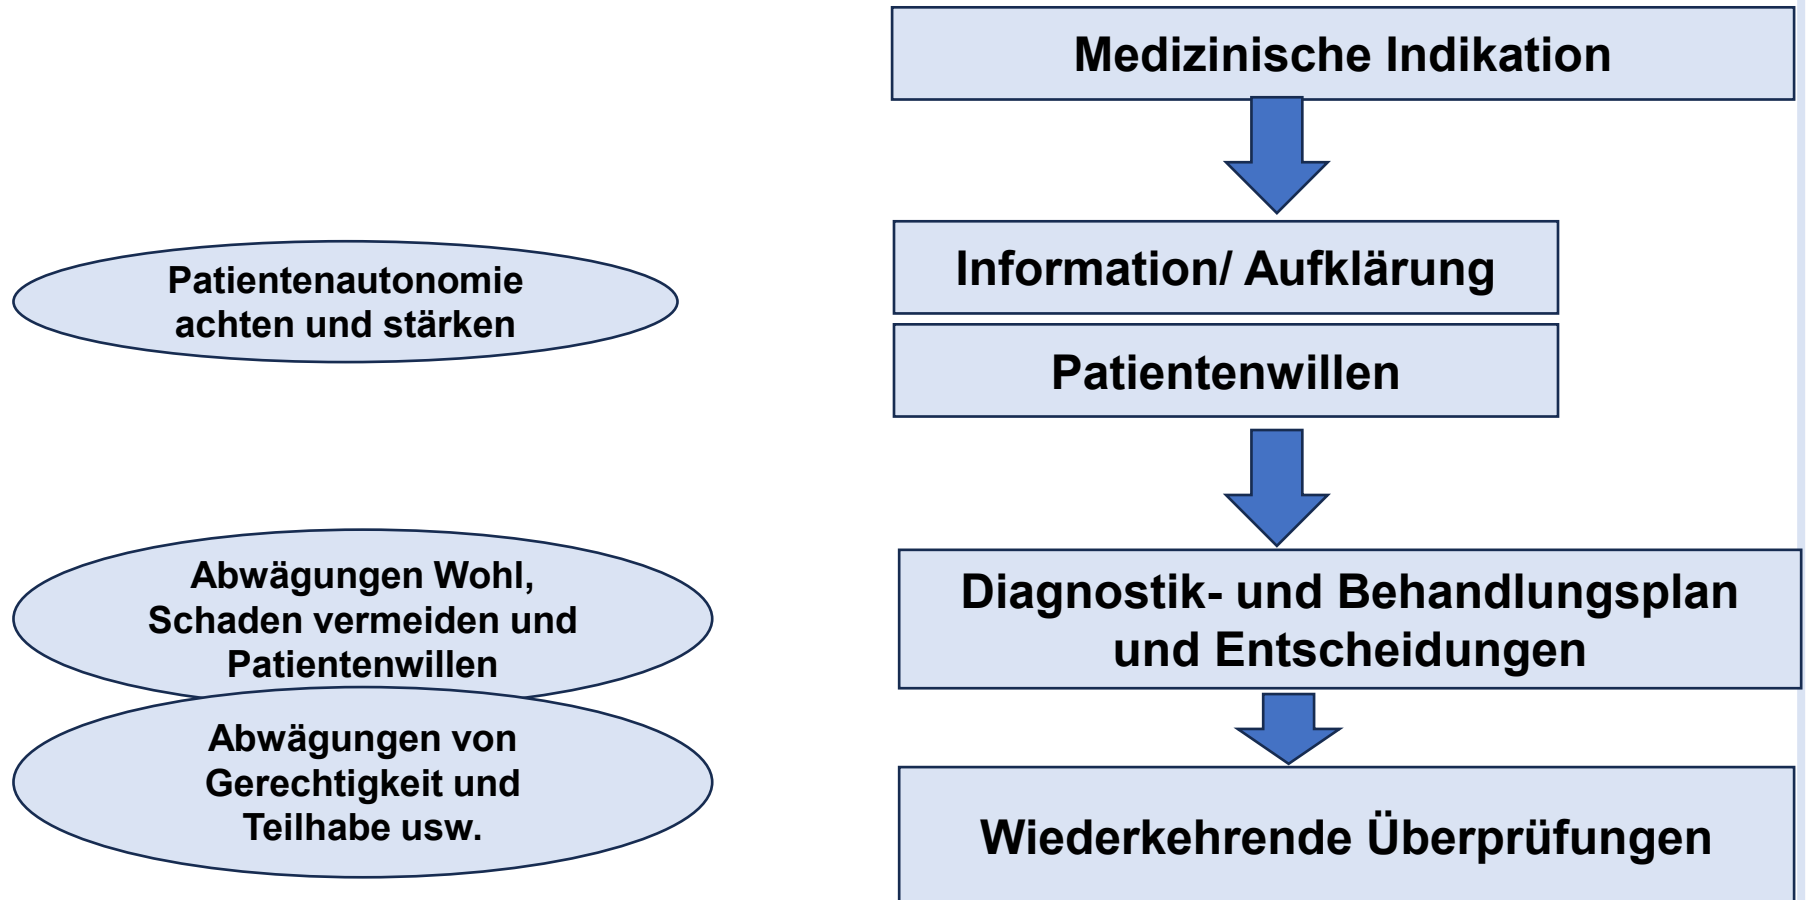 Medizinische Indikation
Patientenautonomie
achten und stärken
Information/ Aufklärung
Patientenwillen
Abwägungen Wohl,
Schaden vermeiden und
Patientenwillen
Diagnostik- und Behandlungsplan
und Entscheidungen
Abwägungen von
Gerechtigkeit und
Teilhabe usw.
Wiederkehrende Überprüfungen